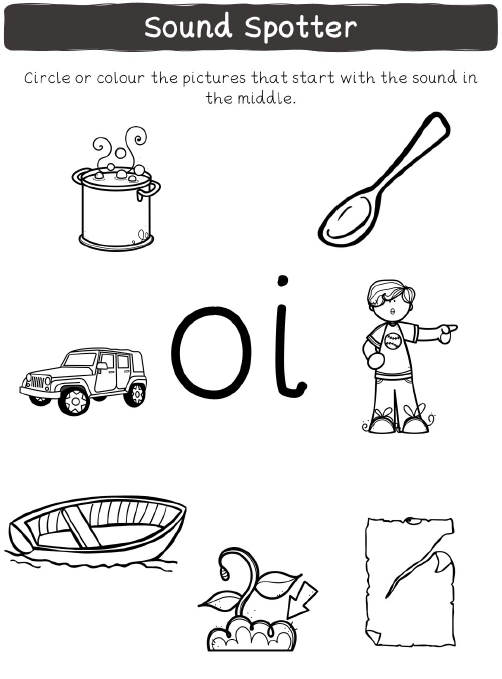 Sound Spotter
Circle or colour the pictures that start with the sound in
the middle.
oi